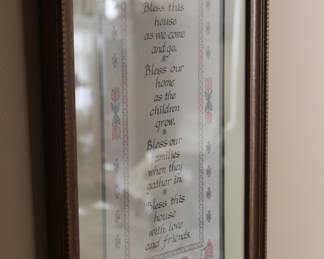 Bless this
house
as we come
and go.
Bless our
home
as the
children
grow.
Bless our
families
when they
gather in.
Bless this
house
with love
and friends.